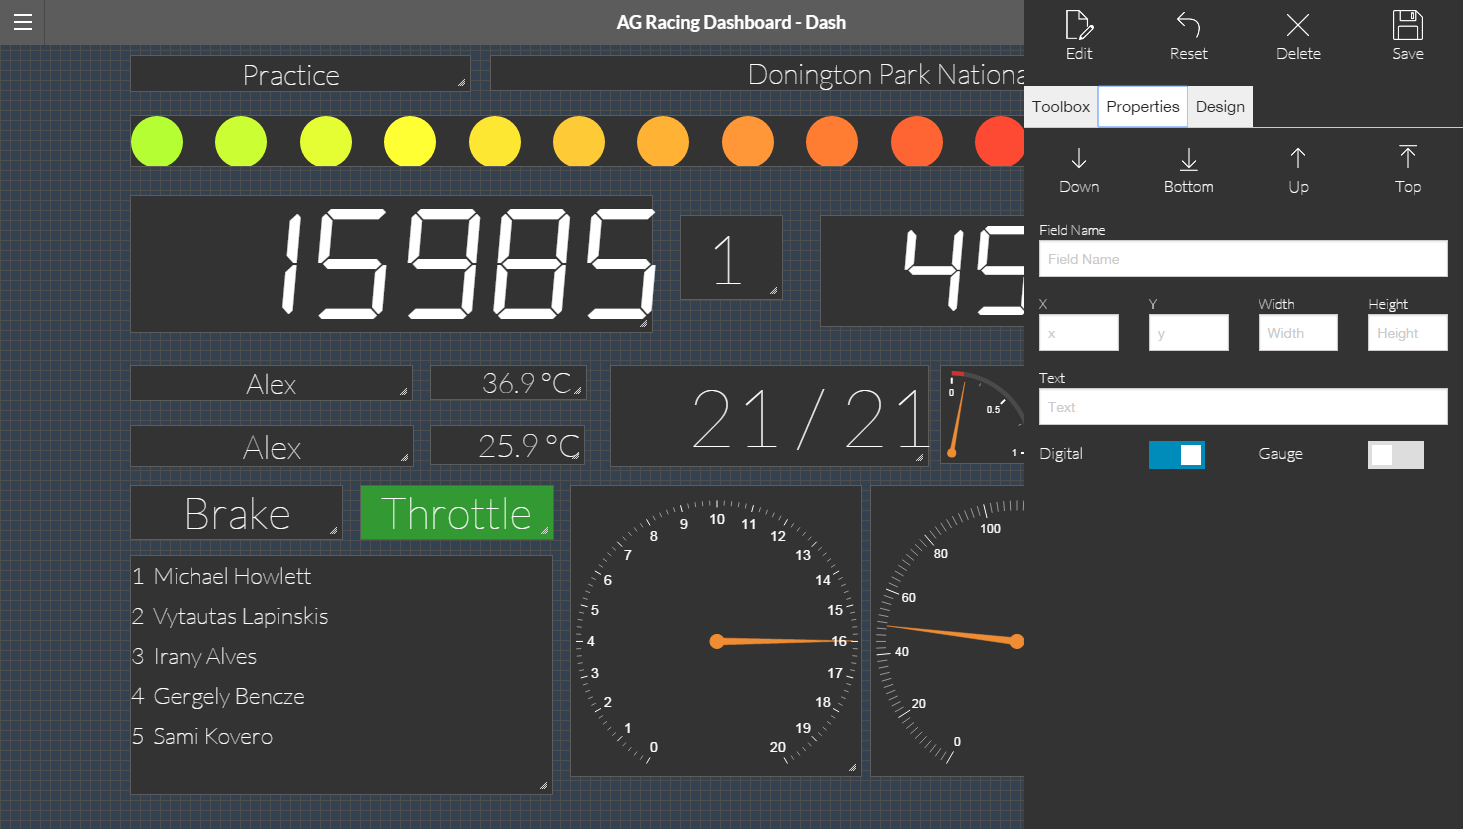 AG Racing Dashboard - Dash
Edit
Reset
Delete
Save
Toolbox
Properties
Design
Down
Bottom
Up
Top
Field Name
Field Name
X
Y
Width
Height
x
y
Width
Height
Text
Text
Digital
Gauge
Practice
Donington Park Nationa
15985
1
45
Alex
36.9 °C
Alex
25.9 °C
21 / 21
0
0.5
1
Brake
Throttle
1 Michael Howlett
2 Vytautas Lapinskis
3 Irany Alves
4 Gergely Bencze
5 Sami Kovero
0
1
2
3
4
5
6
7
8
9
10
11
12
13
14
15
16
17
18
19
20
0
20
40
60
80
100